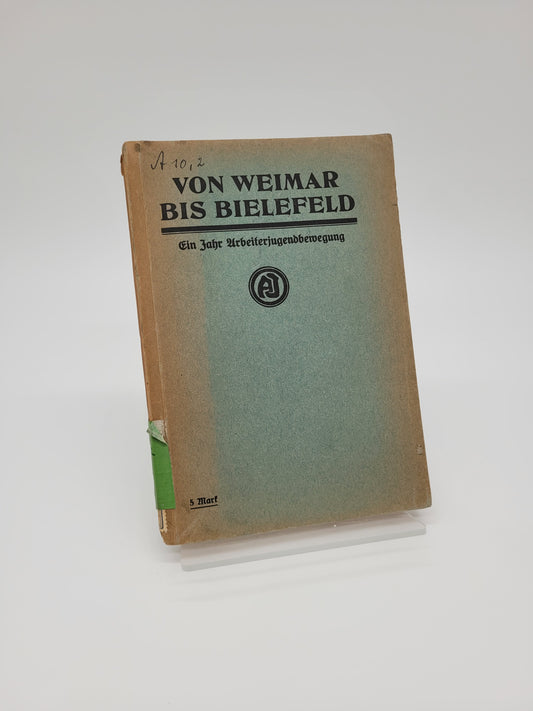 A 10,2
VON WEIMAR
BIS BIELEFELD
Ein Jahr Arbeiterjugendbewegung
AJ
5 Mark